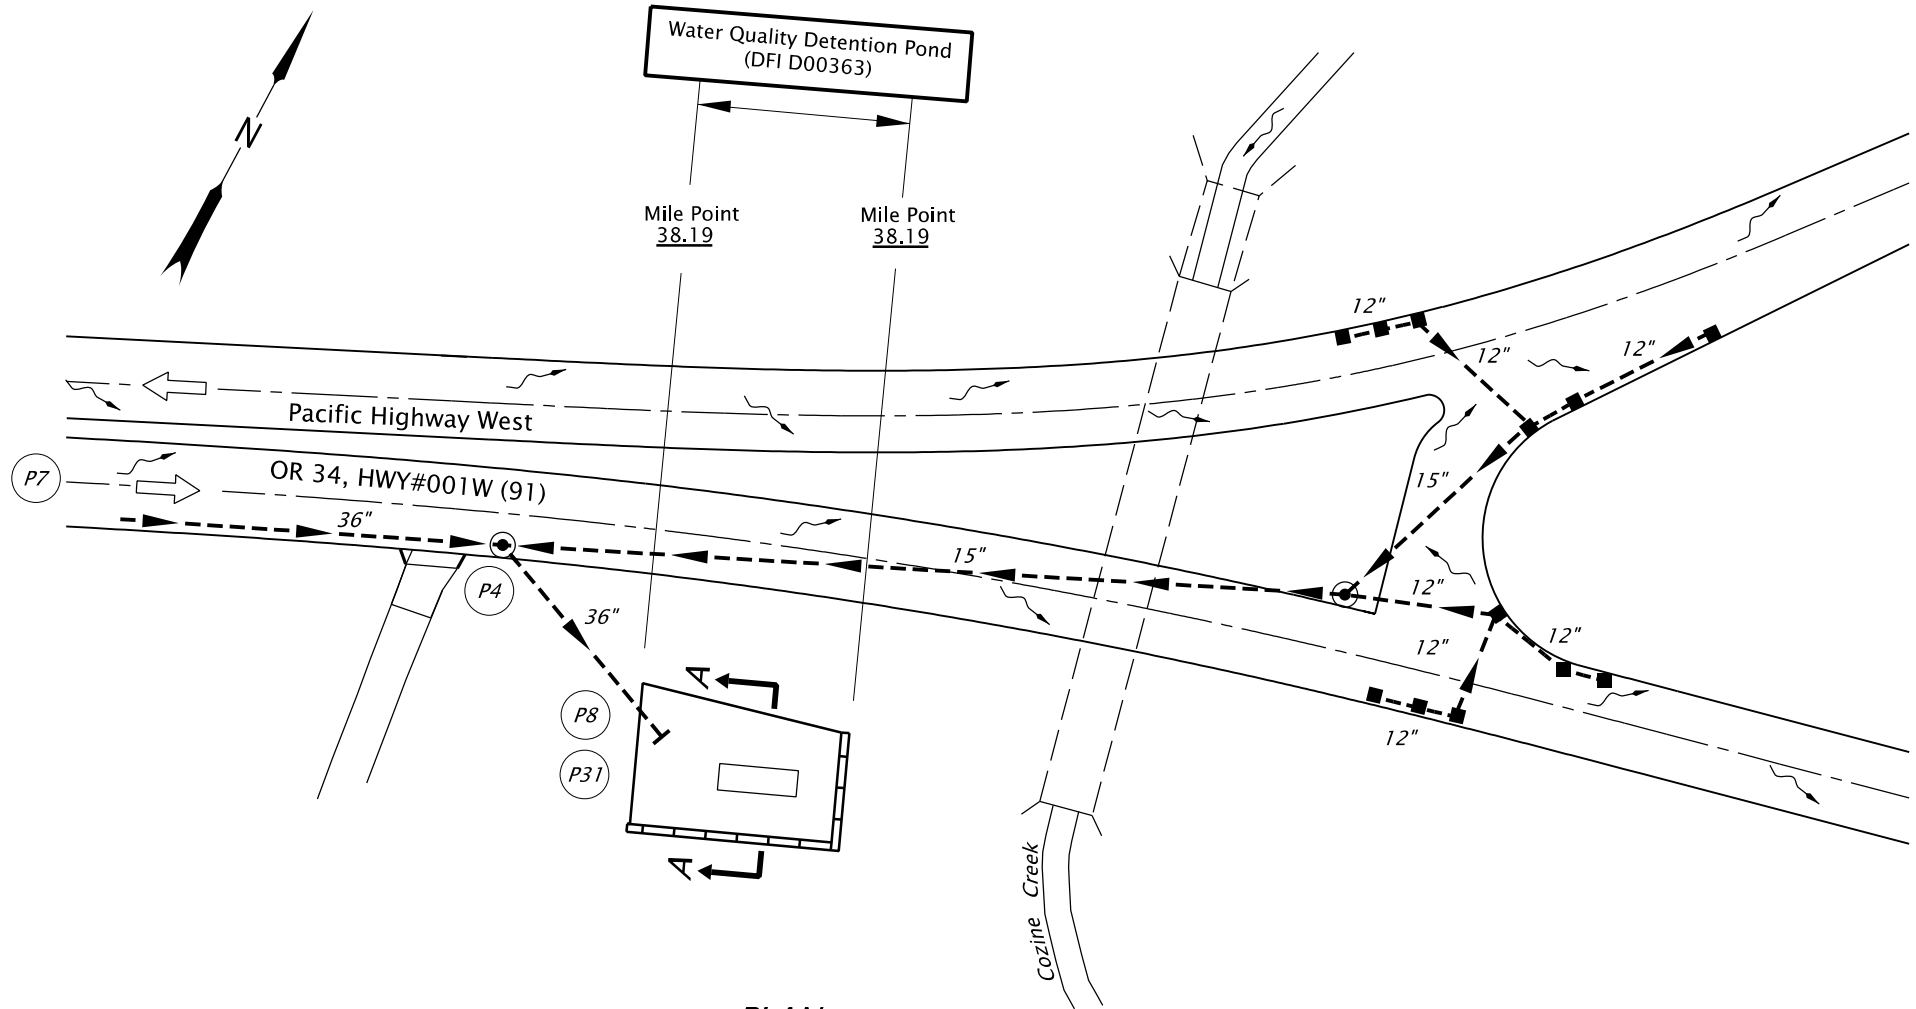 Water Quality Detention Pond
(DFI D00363)
N
Mile Point
38.19
Mile Point
38.19
12"
12"
12"
Pacific Highway West
P7
OR 34, HWY#001W (91)
36"
15"
15"
P4
36"
12"
12"
12"
12"
A
P8
P31
A
Cozine Creek
PLAN